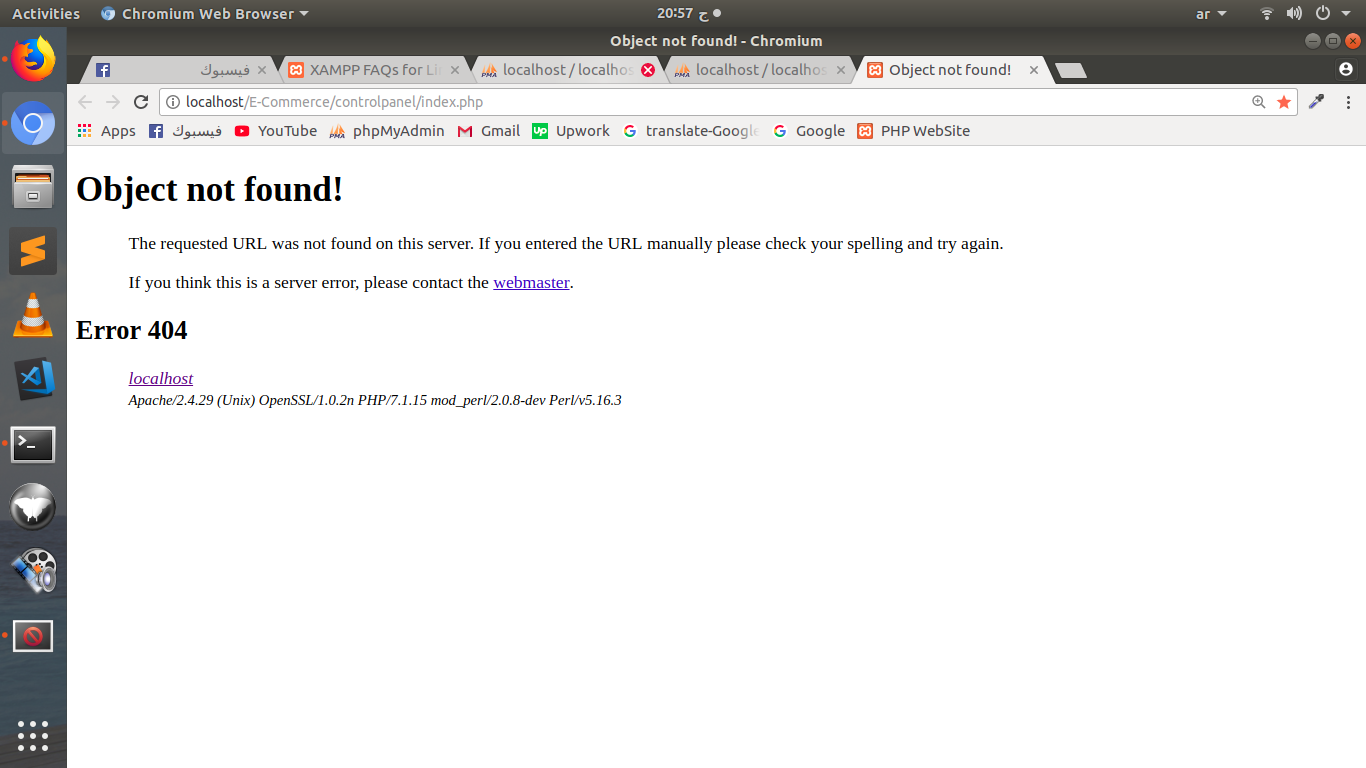 Activities
Chromium Web Browser
20:57 ح
ar
Object not found! - Chromium
فيسبوك
XAMPP FAQs for Li
localhost / localhos
localhost / localhos
Object not found!
localhost/E-Commerce/controlpanel/index.php
Apps
فيسبوك
YouTube
PMA phpMyAdmin
Gmail
Up Upwork
translate-Google
Google
PHP WebSite
Object not found!
The requested URL was not found on this server. If you entered the URL manually please check your spelling and try again.
If you think this is a server error, please contact the webmaster.
Error 404
localhost
Apache/2.4.29 (Unix) OpenSSL/1.0.2n PHP/7.1.15 mod_perl/2.0.8-dev Perl/v5.16.3